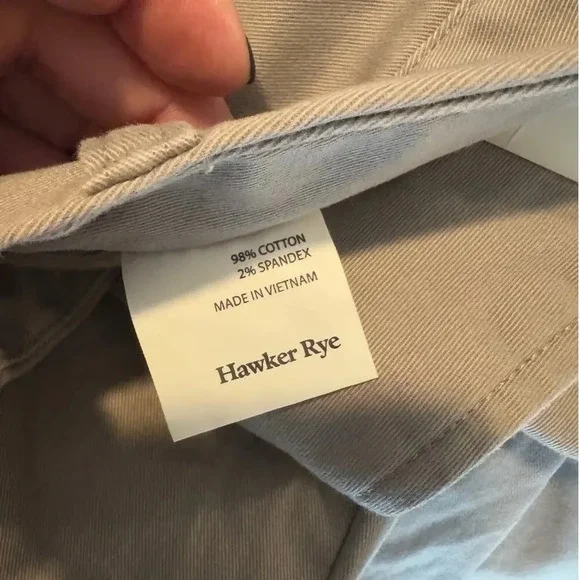 98% COTTON
2% SPANDEX
MADE IN VIETNAM
Hawker Rye